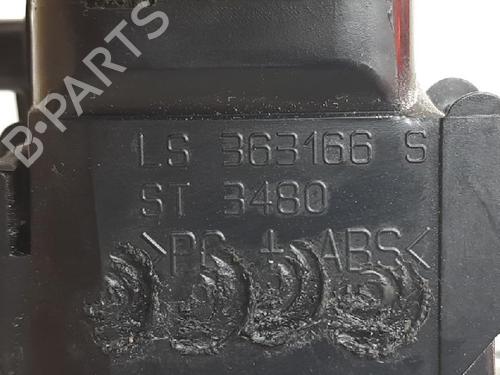 B-PARTS
LS 363166 S
ST 3480
>PC + ABS<